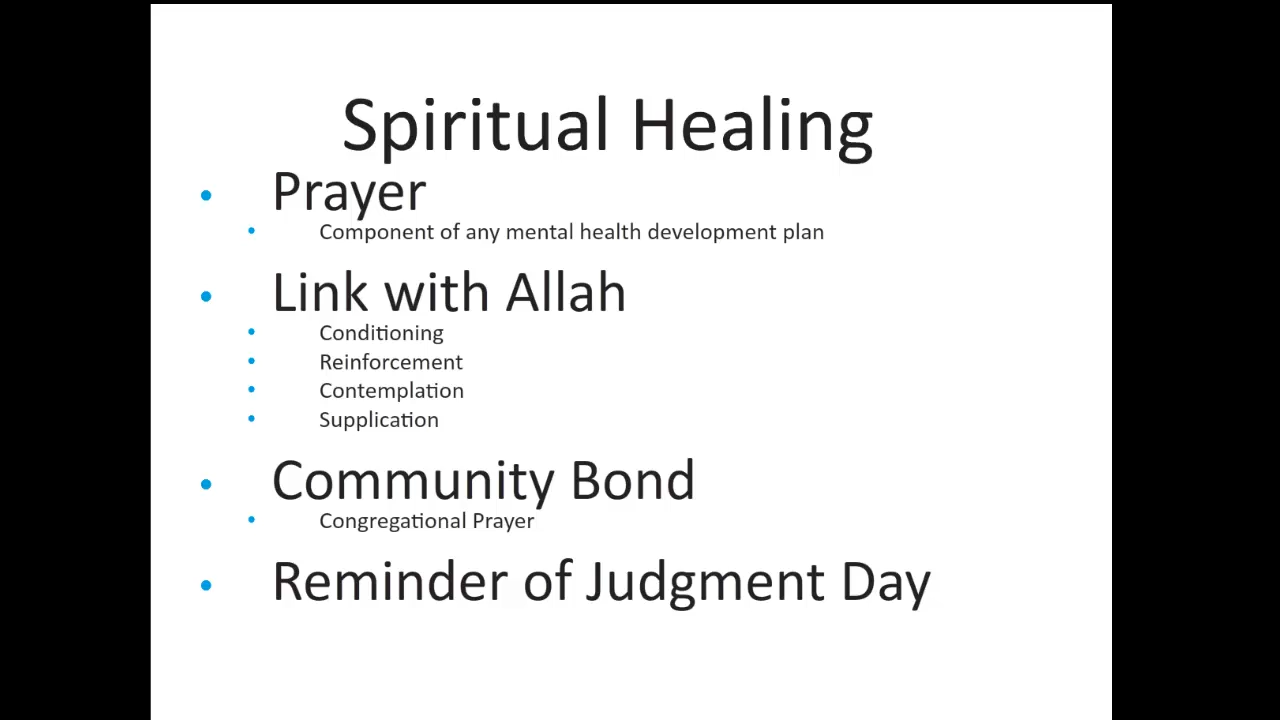 Spiritual Healing
• Prayer
• Component of any mental health development plan
• Link with Allah
• Conditioning
• Reinforcement
• Contemplation
• Supplication
• Community Bond
• Congregational Prayer
• Reminder of Judgment Day